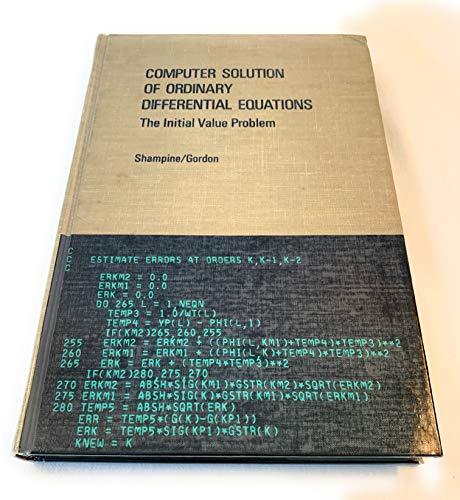 COMPUTER SOLUTION
OF ORDINARY
DIFFERENTIAL EQUATIONS
The Initial Value Problem
Shampine/Gordon
C
C ESTIMATE ERRORS AT ORDERS K,K-1,K-2
C
ERKM2 = 0.0
ERKM1 = 0.0
ERK = 0.0
DO 265 L = 1,NEQN
TEMP3 = 1.0/WT(L)
TEMP4 = YP(L) - PHI(L,1)
IF(KM2)265,260,255
255 ERKM2 = ERKM2 + ((PHI(L,KM1)+TEMP4)*TEMP3)**2
260 ERKM1 = ERKM1 + ((PHI(L,K)+TEMP4)*TEMP3)**2
265 ERK = ERK + (TEMP4*TEMP3)**2
IF(KM2)280,275,270
270 ERKM2 = ABSH*SIG(KM1)*GSTR(KM2)*SQRT(ERKM2)
275 ERKM1 = ABSH*SIG(K)*GSTR(KM1)*SQRT(ERKM1)
280 TEMP5 = ABSH*SQRT(ERK)
ERR = TEMP5*(G(K)-G(KP1))
ERK = TEMP5*SIG(KP1)*GSTR(K)
KNEW = K